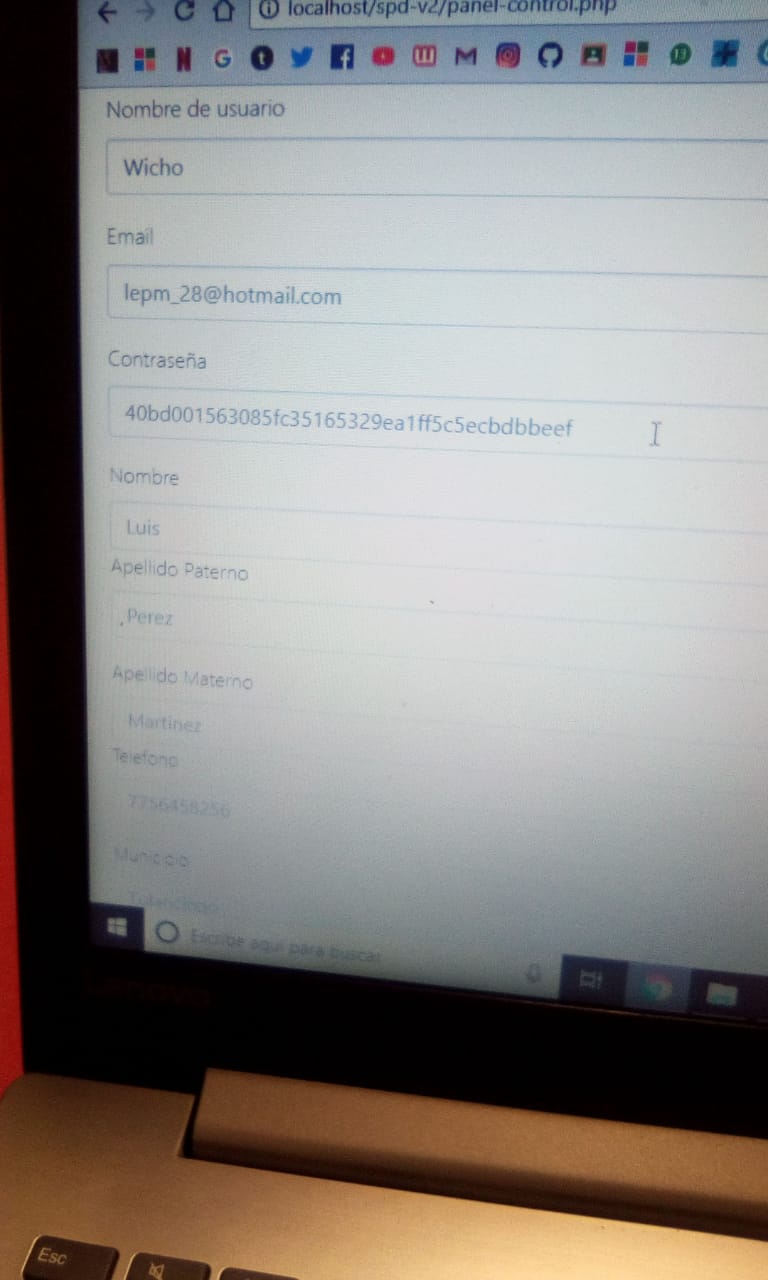 localhost/spd-v2/panel-control.php
Nombre de usuario
Wicho
Email
lepm_28@hotmail.com
Contraseña
40bd001563085fc35165329ea1ff5c5ecbdbbeef
Nombre
Luis
Apellido Paterno
Perez
Apellido Materno
Martinez
Telefono
7756458256
Municipio
Tulancingo
Escribe aquí para buscar
Lenovo
Esc